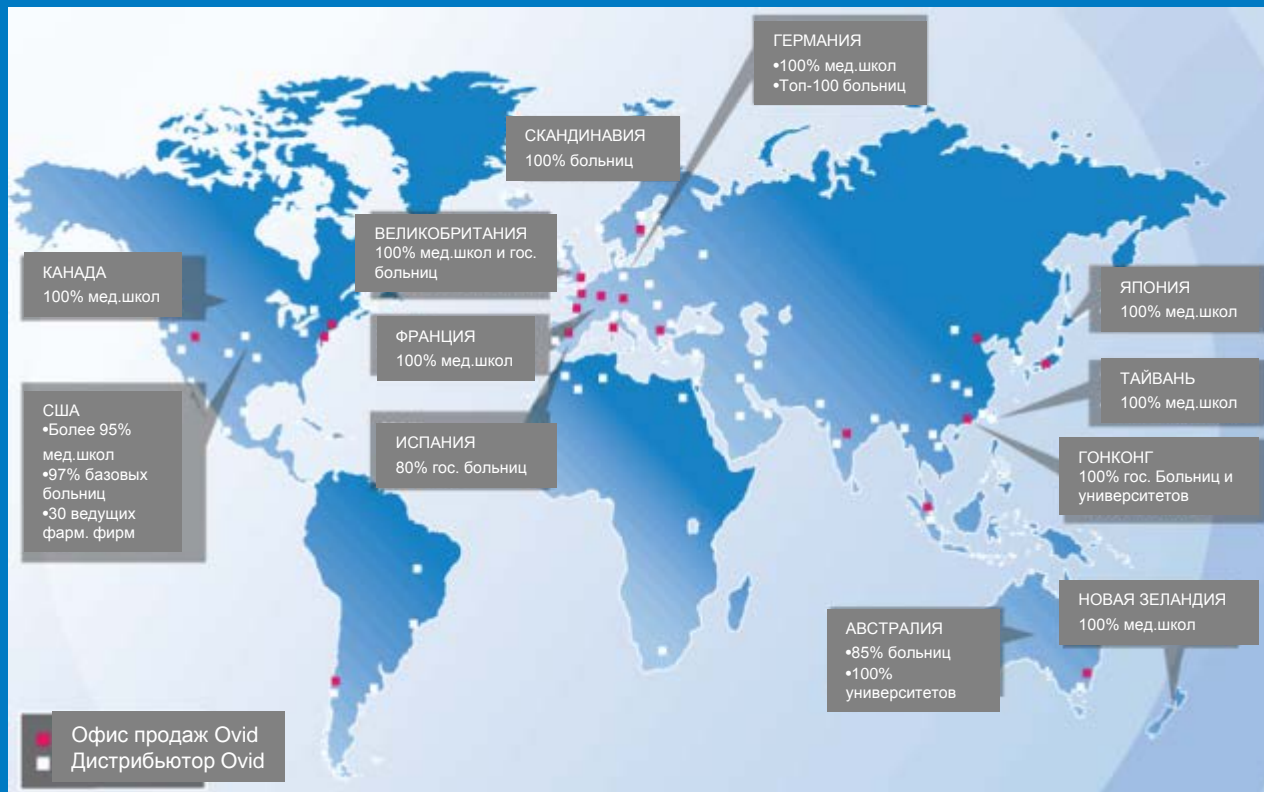 ГЕРМАНИЯ
•100% мед.школ
•Топ-100 больниц
СКАНДИНАВИЯ
100% больниц
ВЕЛИКОБРИТАНИЯ
100% мед.школ и гос.
больниц
КАНАДА
100% мед.школ
ЯПОНИЯ
100% мед.школ
ФРАНЦИЯ
100% мед.школ
ТАЙВАНЬ
100% мед.школ
США
•Более 95%
мед.школ
•97% базовых
больниц
•30 ведущих
фарм. фирм
ИСПАНИЯ
80% гос. больниц
ГОНКОНГ
100% гос. Больниц и
университетов
НОВАЯ ЗЕЛАНДИЯ
100% мед.школ
АВСТРАЛИЯ
•85% больниц
•100%
университетов
Офис продаж Ovid
Дистрибьютор Ovid